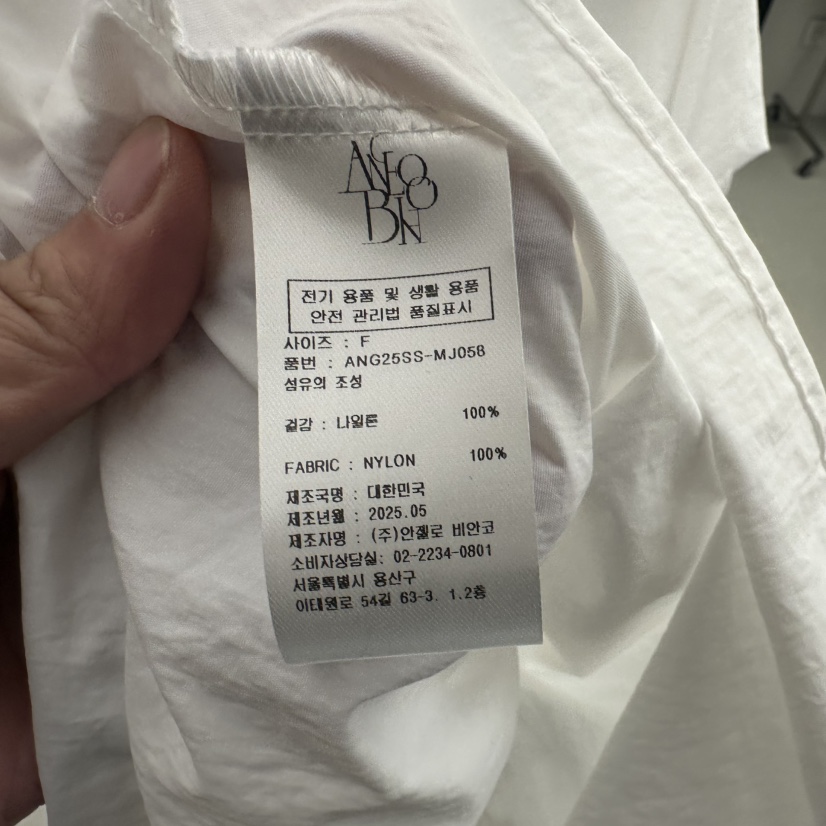 ANGELO
BIN
전기 용품 및 생활 용품
안전 관리법 품질표시
사이즈 : F
품번 : ANG25SS-MJ058
섬유의 조성
겉감 : 나일론 100%
FABRIC : NYLON 100%
제조국명 : 대한민국
제조년월 : 2025.05
제조자명 : (주)안젤로 비안코
소비자상담실: 02-2234-0801
서울특별시 용산구
이태원로 54길 63-3. 1.2층